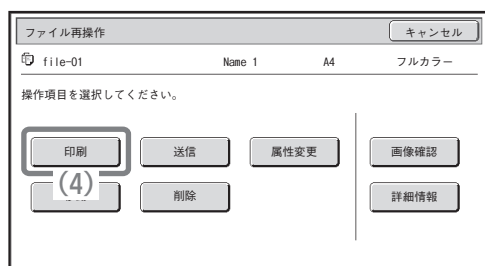 ファイル再操作 キャンセル
file-01 Name 1 A4 フルカラー
操作項目を選択してください。
印刷 送信 属性変更 画像確認
(4) 削除 詳細情報